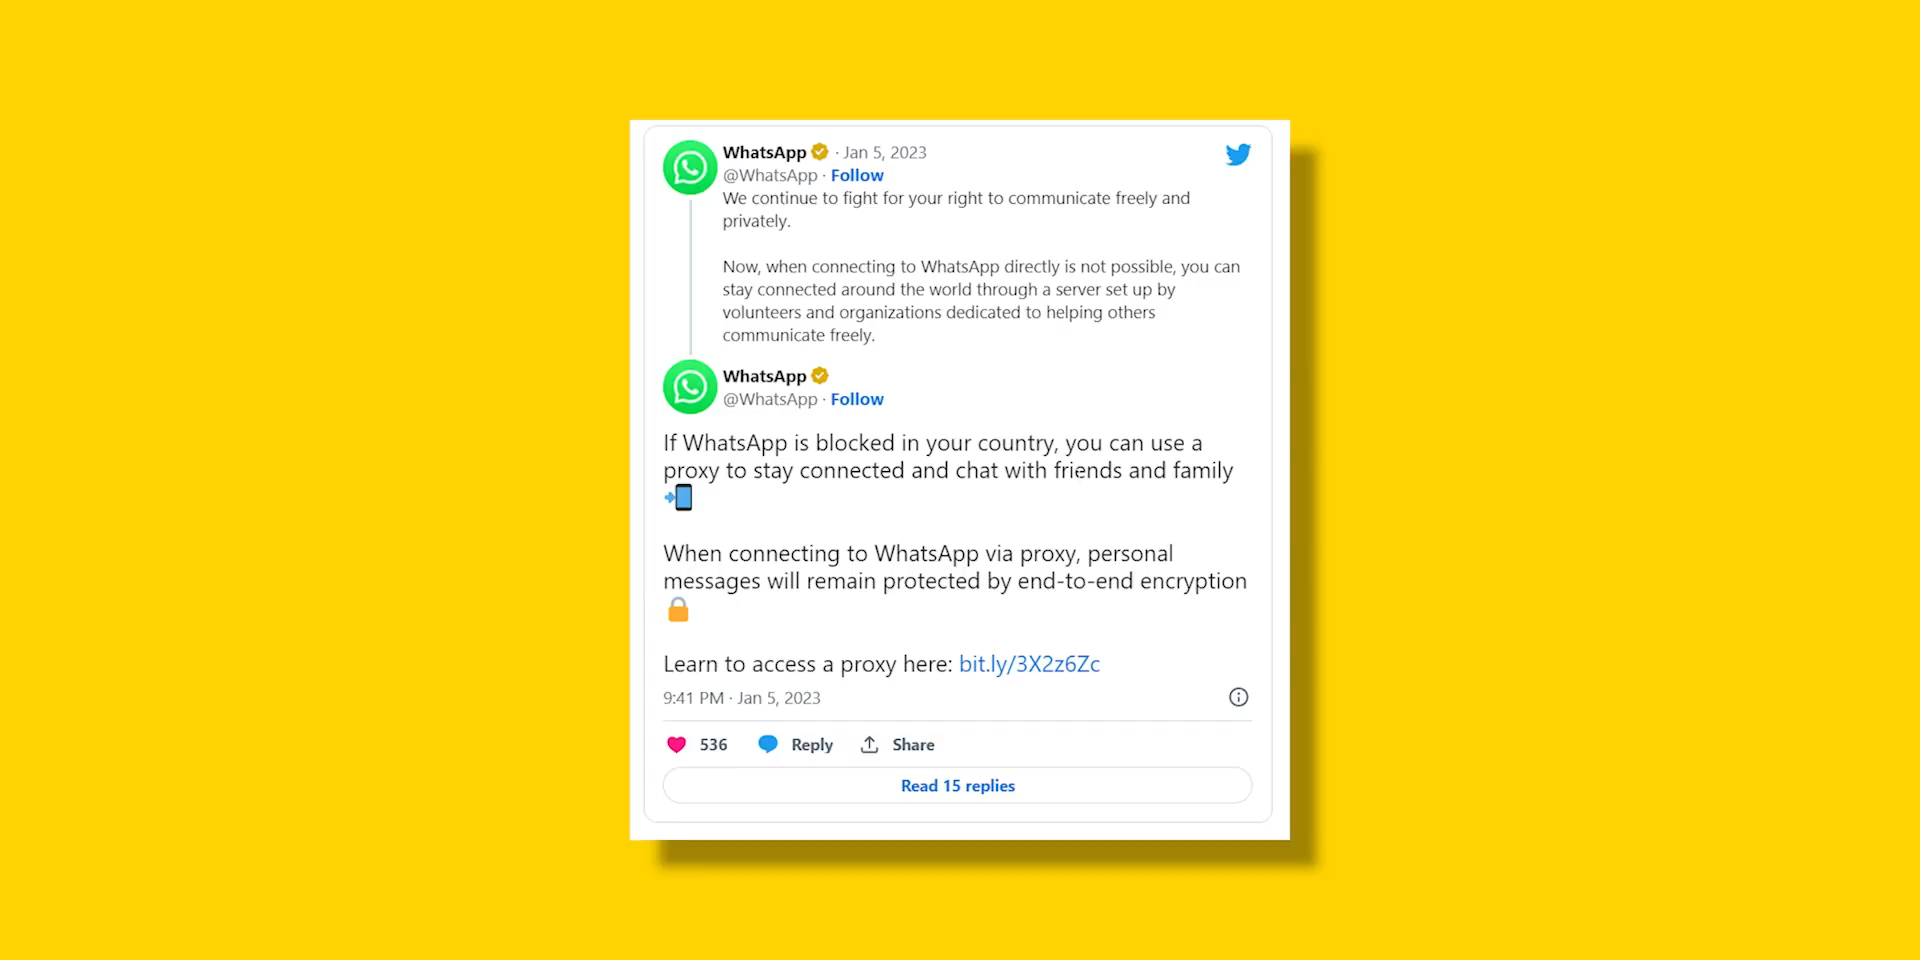 WhatsApp · Jan 5, 2023
@WhatsApp · Follow
We continue to fight for your right to communicate freely and
privately.
Now, when connecting to WhatsApp directly is not possible, you can
stay connected around the world through a server set up by
volunteers and organizations dedicated to helping others
communicate freely.
WhatsApp
@WhatsApp · Follow
If WhatsApp is blocked in your country, you can use a
proxy to stay connected and chat with friends and family
📲
When connecting to WhatsApp via proxy, personal
messages will remain protected by end-to-end encryption
🔒
Learn to access a proxy here: bit.ly/3X2z6Zc
9:41 PM · Jan 5, 2023
536 Reply Share
Read 15 replies